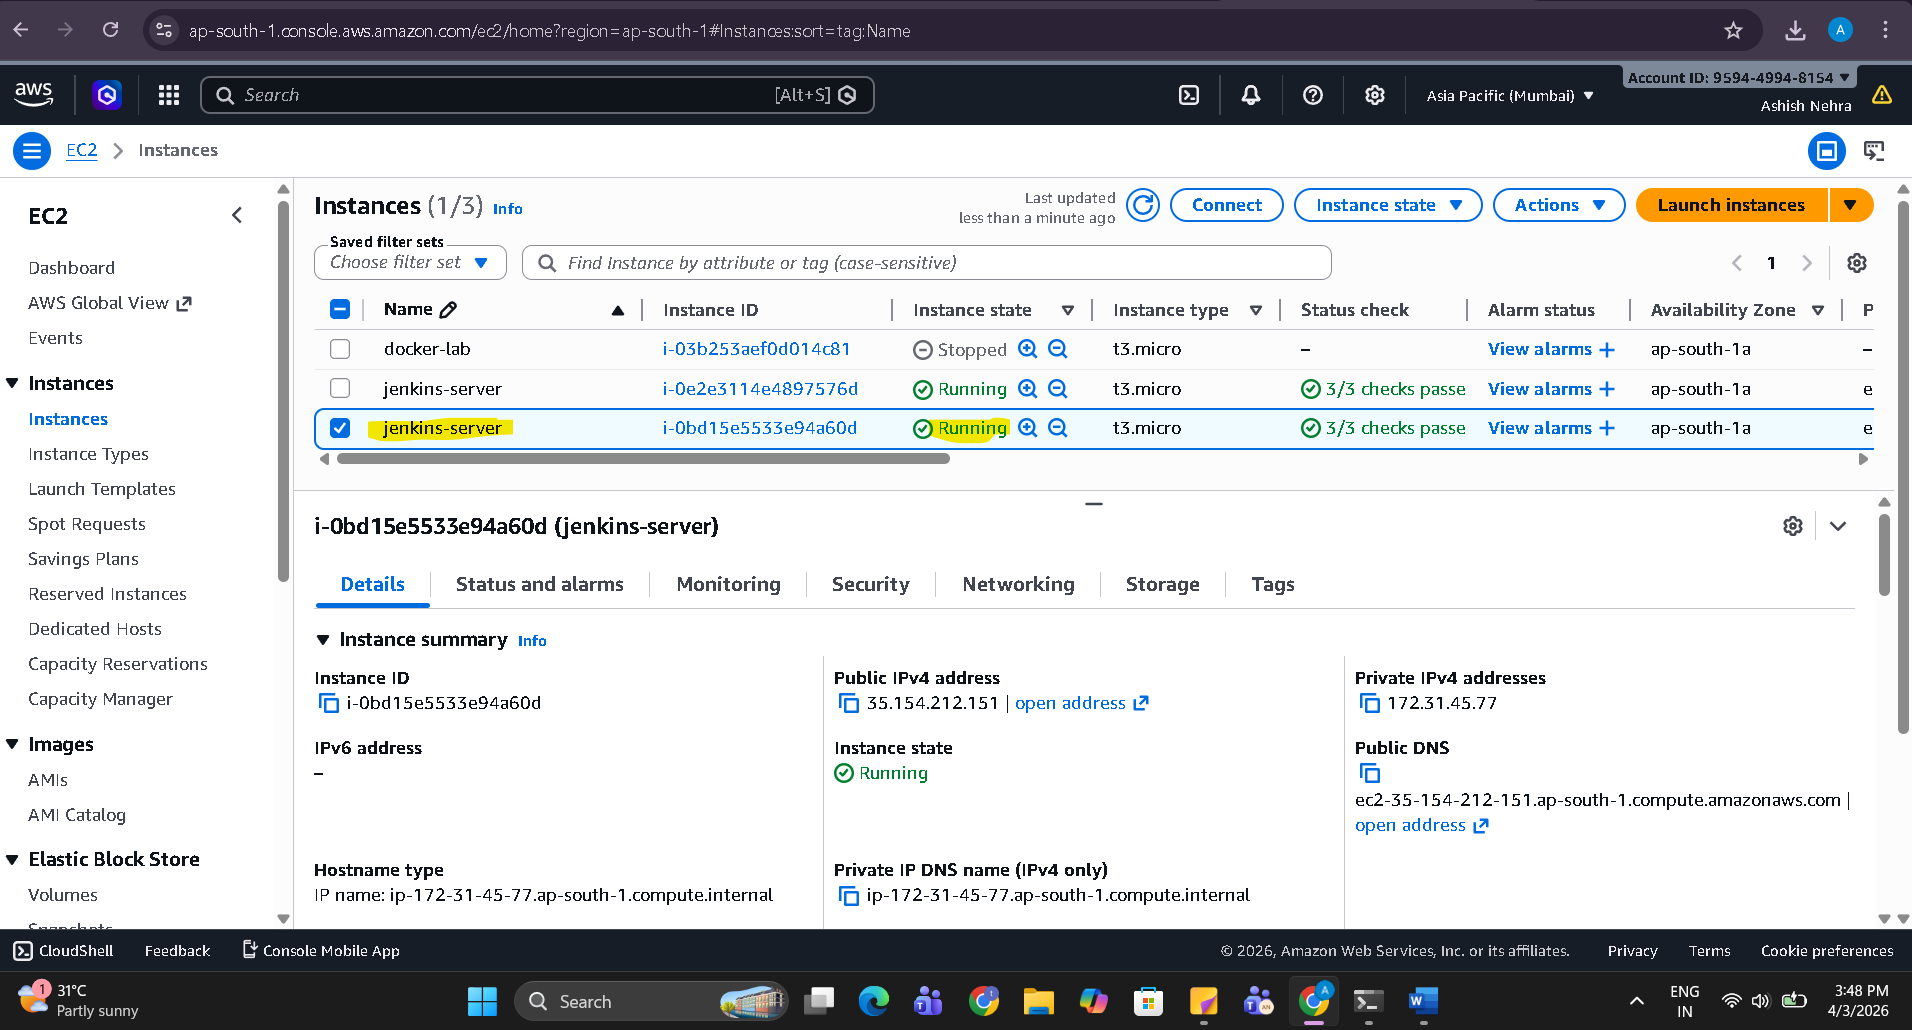 ap-south-1.console.aws.amazon.com/ec2/home?region=ap-south-1#Instances:sort=tag:Name
A
aws
Search
[Alt+S]
Asia Pacific (Mumbai)
Account ID: 9594-4994-8154
Ashish Nehra
EC2
Instances
EC2
Dashboard
AWS Global View
Events
Instances
Instances
Instance Types
Launch Templates
Spot Requests
Savings Plans
Reserved Instances
Dedicated Hosts
Capacity Reservations
Capacity Manager
Images
AMIs
AMI Catalog
Elastic Block Store
Volumes
Snapshots
Instances (1/3) Info
Last updated
less than a minute ago
Connect
Instance state
Actions
Launch instances
Saved filter sets
Choose filter set
Find Instance by attribute or tag (case-sensitive)
1
Name Instance ID Instance state Instance type Status check Alarm status Availability Zone P
docker-lab i-03b253aef0d014c81 Stopped t3.micro – View alarms + ap-south-1a –
jenkins-server i-0e2e3114e4897576d Running t3.micro 3/3 checks passe View alarms + ap-south-1a e
jenkins-server i-0bd15e5533e94a60d Running t3.micro 3/3 checks passe View alarms + ap-south-1a e
i-0bd15e5533e94a60d (jenkins-server)
Details Status and alarms Monitoring Security Networking Storage Tags
Instance summary Info
Instance ID
i-0bd15e5533e94a60d
Public IPv4 address
35.154.212.151 | open address
Private IPv4 addresses
172.31.45.77
IPv6 address
–
Instance state
Running
Public DNS
ec2-35-154-212-151.ap-south-1.compute.amazonaws.com |
open address
Hostname type
IP name: ip-172-31-45-77.ap-south-1.compute.internal
Private IP DNS name (IPv4 only)
ip-172-31-45-77.ap-south-1.compute.internal
CloudShell Feedback Console Mobile App
© 2026, Amazon Web Services, Inc. or its affiliates. Privacy Terms Cookie preferences
1
31°C
Partly sunny
Search
ENG
IN
3:48 PM
4/3/2026